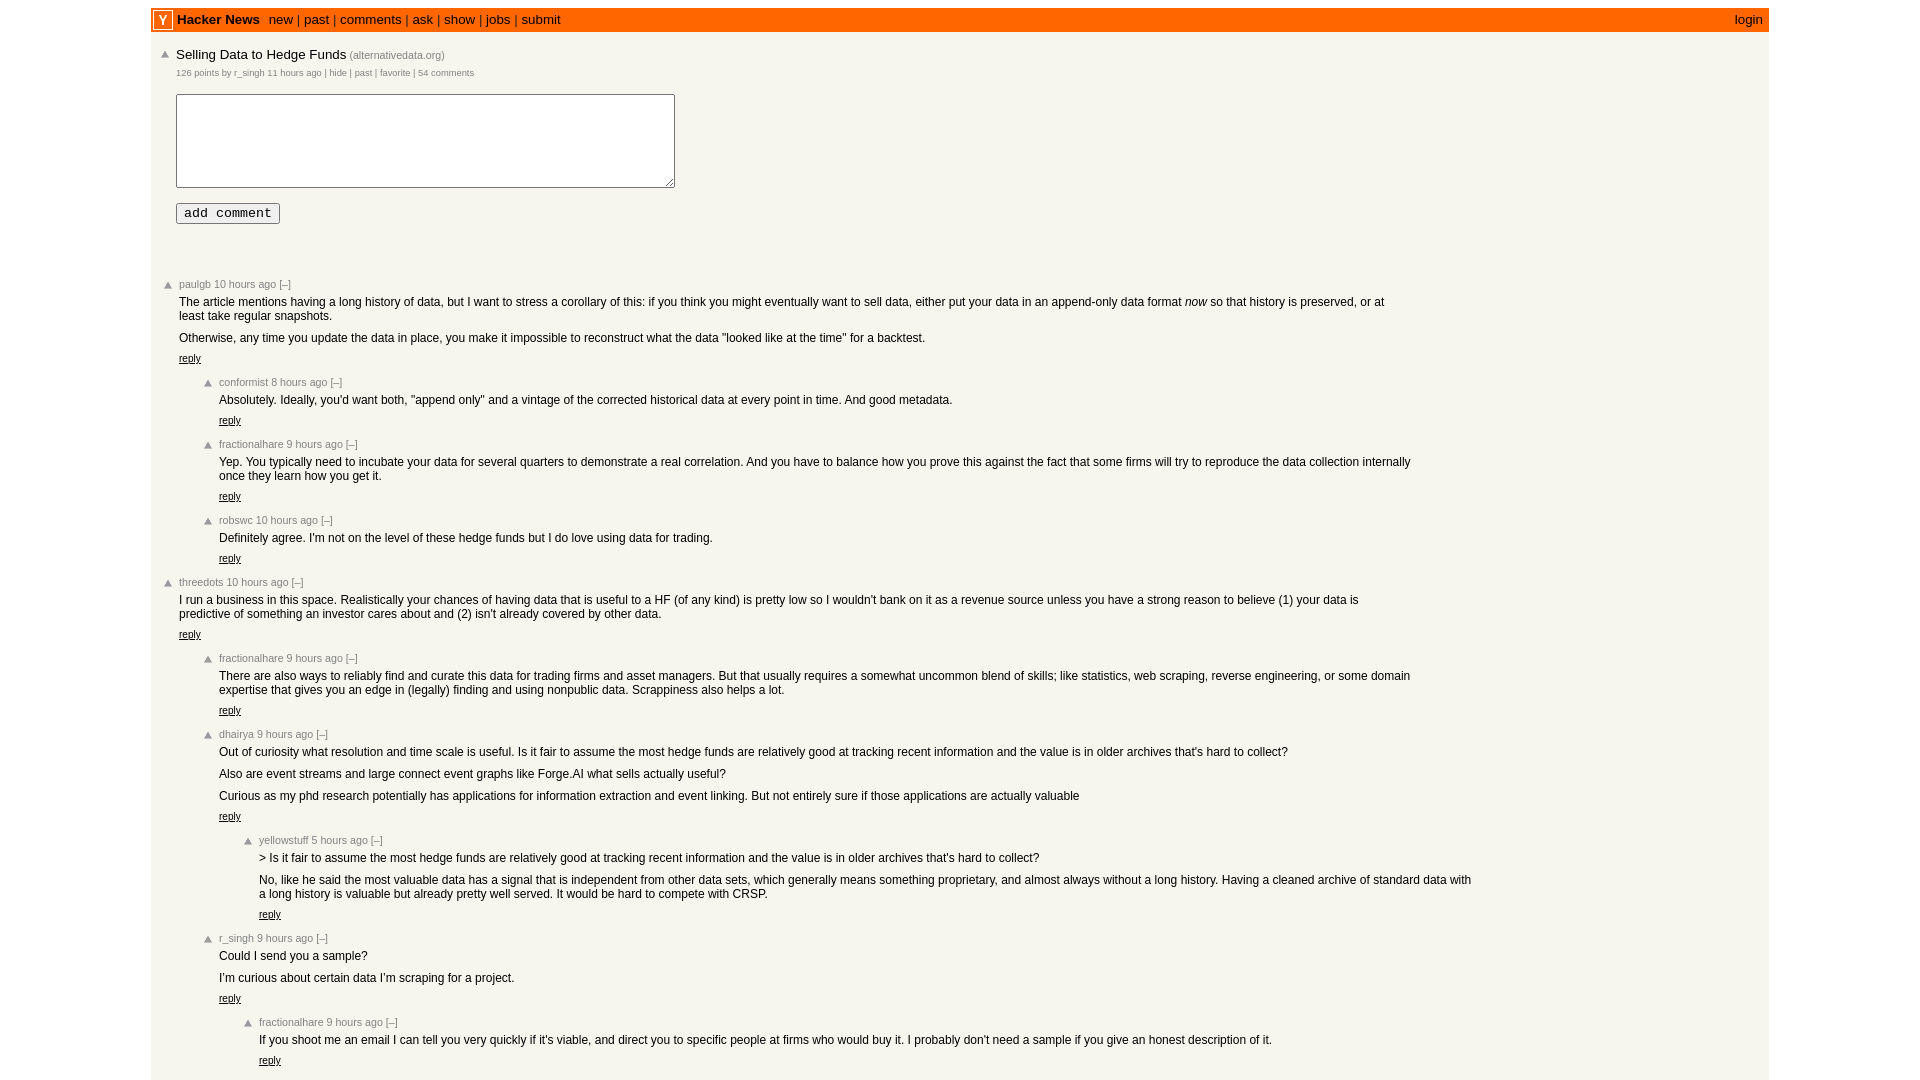 Y Hacker News new | past | comments | ask | show | jobs | submit login
Selling Data to Hedge Funds (alternativedata.org)
126 points by r_singh 11 hours ago | hide | past | favorite | 54 comments
add comment
paulgb 10 hours ago [–]
The article mentions having a long history of data, but I want to stress a corollary of this: if you think you might eventually want to sell data, either put your data in an append-only data format now so that history is preserved, or at
least take regular snapshots.
Otherwise, any time you update the data in place, you make it impossible to reconstruct what the data "looked like at the time" for a backtest.
reply
conformist 8 hours ago [–]
Absolutely. Ideally, you'd want both, "append only" and a vintage of the corrected historical data at every point in time. And good metadata.
reply
fractionalhare 9 hours ago [–]
Yep. You typically need to incubate your data for several quarters to demonstrate a real correlation. And you have to balance how you prove this against the fact that some firms will try to reproduce the data collection internally
once they learn how you get it.
reply
robswc 10 hours ago [–]
Definitely agree. I'm not on the level of these hedge funds but I do love using data for trading.
reply
threedots 10 hours ago [–]
I run a business in this space. Realistically your chances of having data that is useful to a HF (of any kind) is pretty low so I wouldn't bank on it as a revenue source unless you have a strong reason to believe (1) your data is
predictive of something an investor cares about and (2) isn't already covered by other data.
reply
fractionalhare 9 hours ago [–]
There are also ways to reliably find and curate this data for trading firms and asset managers. But that usually requires a somewhat uncommon blend of skills; like statistics, web scraping, reverse engineering, or some domain
expertise that gives you an edge in (legally) finding and using nonpublic data. Scrappiness also helps a lot.
reply
dhairya 9 hours ago [–]
Out of curiosity what resolution and time scale is useful. Is it fair to assume the most hedge funds are relatively good at tracking recent information and the value is in older archives that's hard to collect?
Also are event streams and large connect event graphs like Forge.AI what sells actually useful?
Curious as my phd research potentially has applications for information extraction and event linking. But not entirely sure if those applications are actually valuable
reply
yellowstuff 5 hours ago [–]
> Is it fair to assume the most hedge funds are relatively good at tracking recent information and the value is in older archives that's hard to collect?
No, like he said the most valuable data has a signal that is independent from other data sets, which generally means something proprietary, and almost always without a long history. Having a cleaned archive of standard data with
a long history is valuable but already pretty well served. It would be hard to compete with CRSP.
reply
r_singh 9 hours ago [–]
Could I send you a sample?
I'm curious about certain data I'm scraping for a project.
reply
fractionalhare 9 hours ago [–]
If you shoot me an email I can tell you very quickly if it's viable, and direct you to specific people at firms who would buy it. I probably don't need a sample if you give an honest description of it.
reply